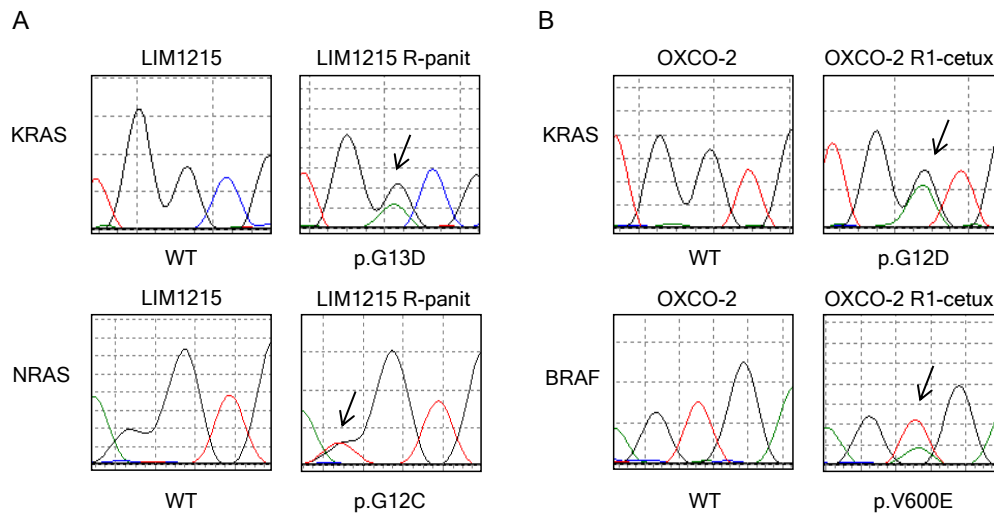 A
B
LIM1215
LIM1215 R-panit
OXCO-2
OXCO-2 R1-cetux
KRAS
KRAS
WT
p.G13D
WT
p.G12D
LIM1215
LIM1215 R-panit
OXCO-2
OXCO-2 R1-cetux
NRAS
BRAF
WT
p.G12C
WT
p.V600E